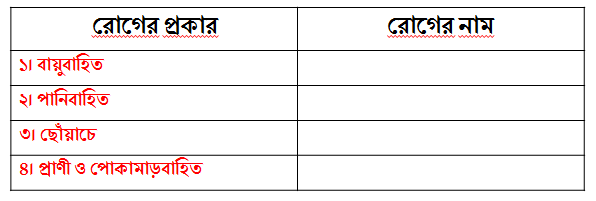 রোগের প্রকার রোগের নাম
১। বায়ুবাহিত
২। পানিবাহিত
৩। ছোঁয়াচে
৪। প্রাণী ও পোকামাড়বাহিত